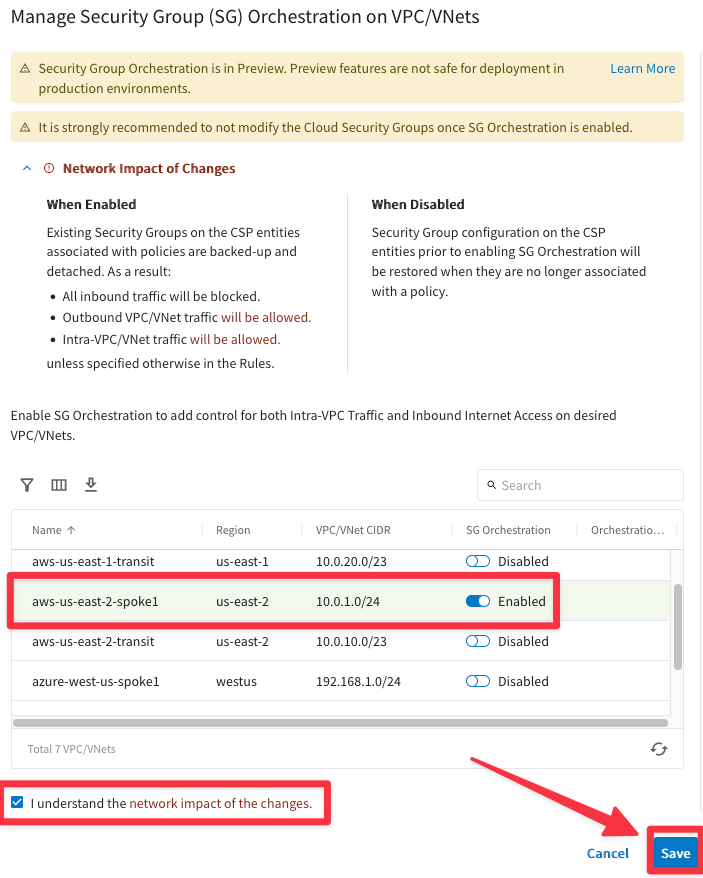 Manage Security Group (SG) Orchestration on VPC/VNets
Security Group Orchestration is in Preview. Preview features are not safe for deployment in Learn More
production environments.
It is strongly recommended to not modify the Cloud Security Groups once SG Orchestration is enabled.
Network Impact of Changes
When Enabled
Existing Security Groups on the CSP entities
associated with policies are backed-up and
detached. As a result:
• All inbound traffic will be blocked.
• Outbound VPC/VNet traffic will be allowed.
• Intra-VPC/VNet traffic will be allowed.
unless specified otherwise in the Rules.
When Disabled
Security Group configuration on the CSP
entities prior to enabling SG Orchestration will
be restored when they are no longer associated
with a policy.
Enable SG Orchestration to add control for both Intra-VPC Traffic and Inbound Internet Access on desired
VPC/VNets.
Search
Name Region VPC/VNet CIDR SG Orchestration Orchestratio...
aws-us-east-1-transit us-east-1 10.0.20.0/23 Disabled
aws-us-east-2-spoke1 us-east-2 10.0.1.0/24 Enabled
aws-us-east-2-transit us-east-2 10.0.10.0/23 Disabled
azure-west-us-spoke1 westus 192.168.1.0/24 Disabled
Total 7 VPC/VNets
I understand the network impact of the changes.
Cancel Save